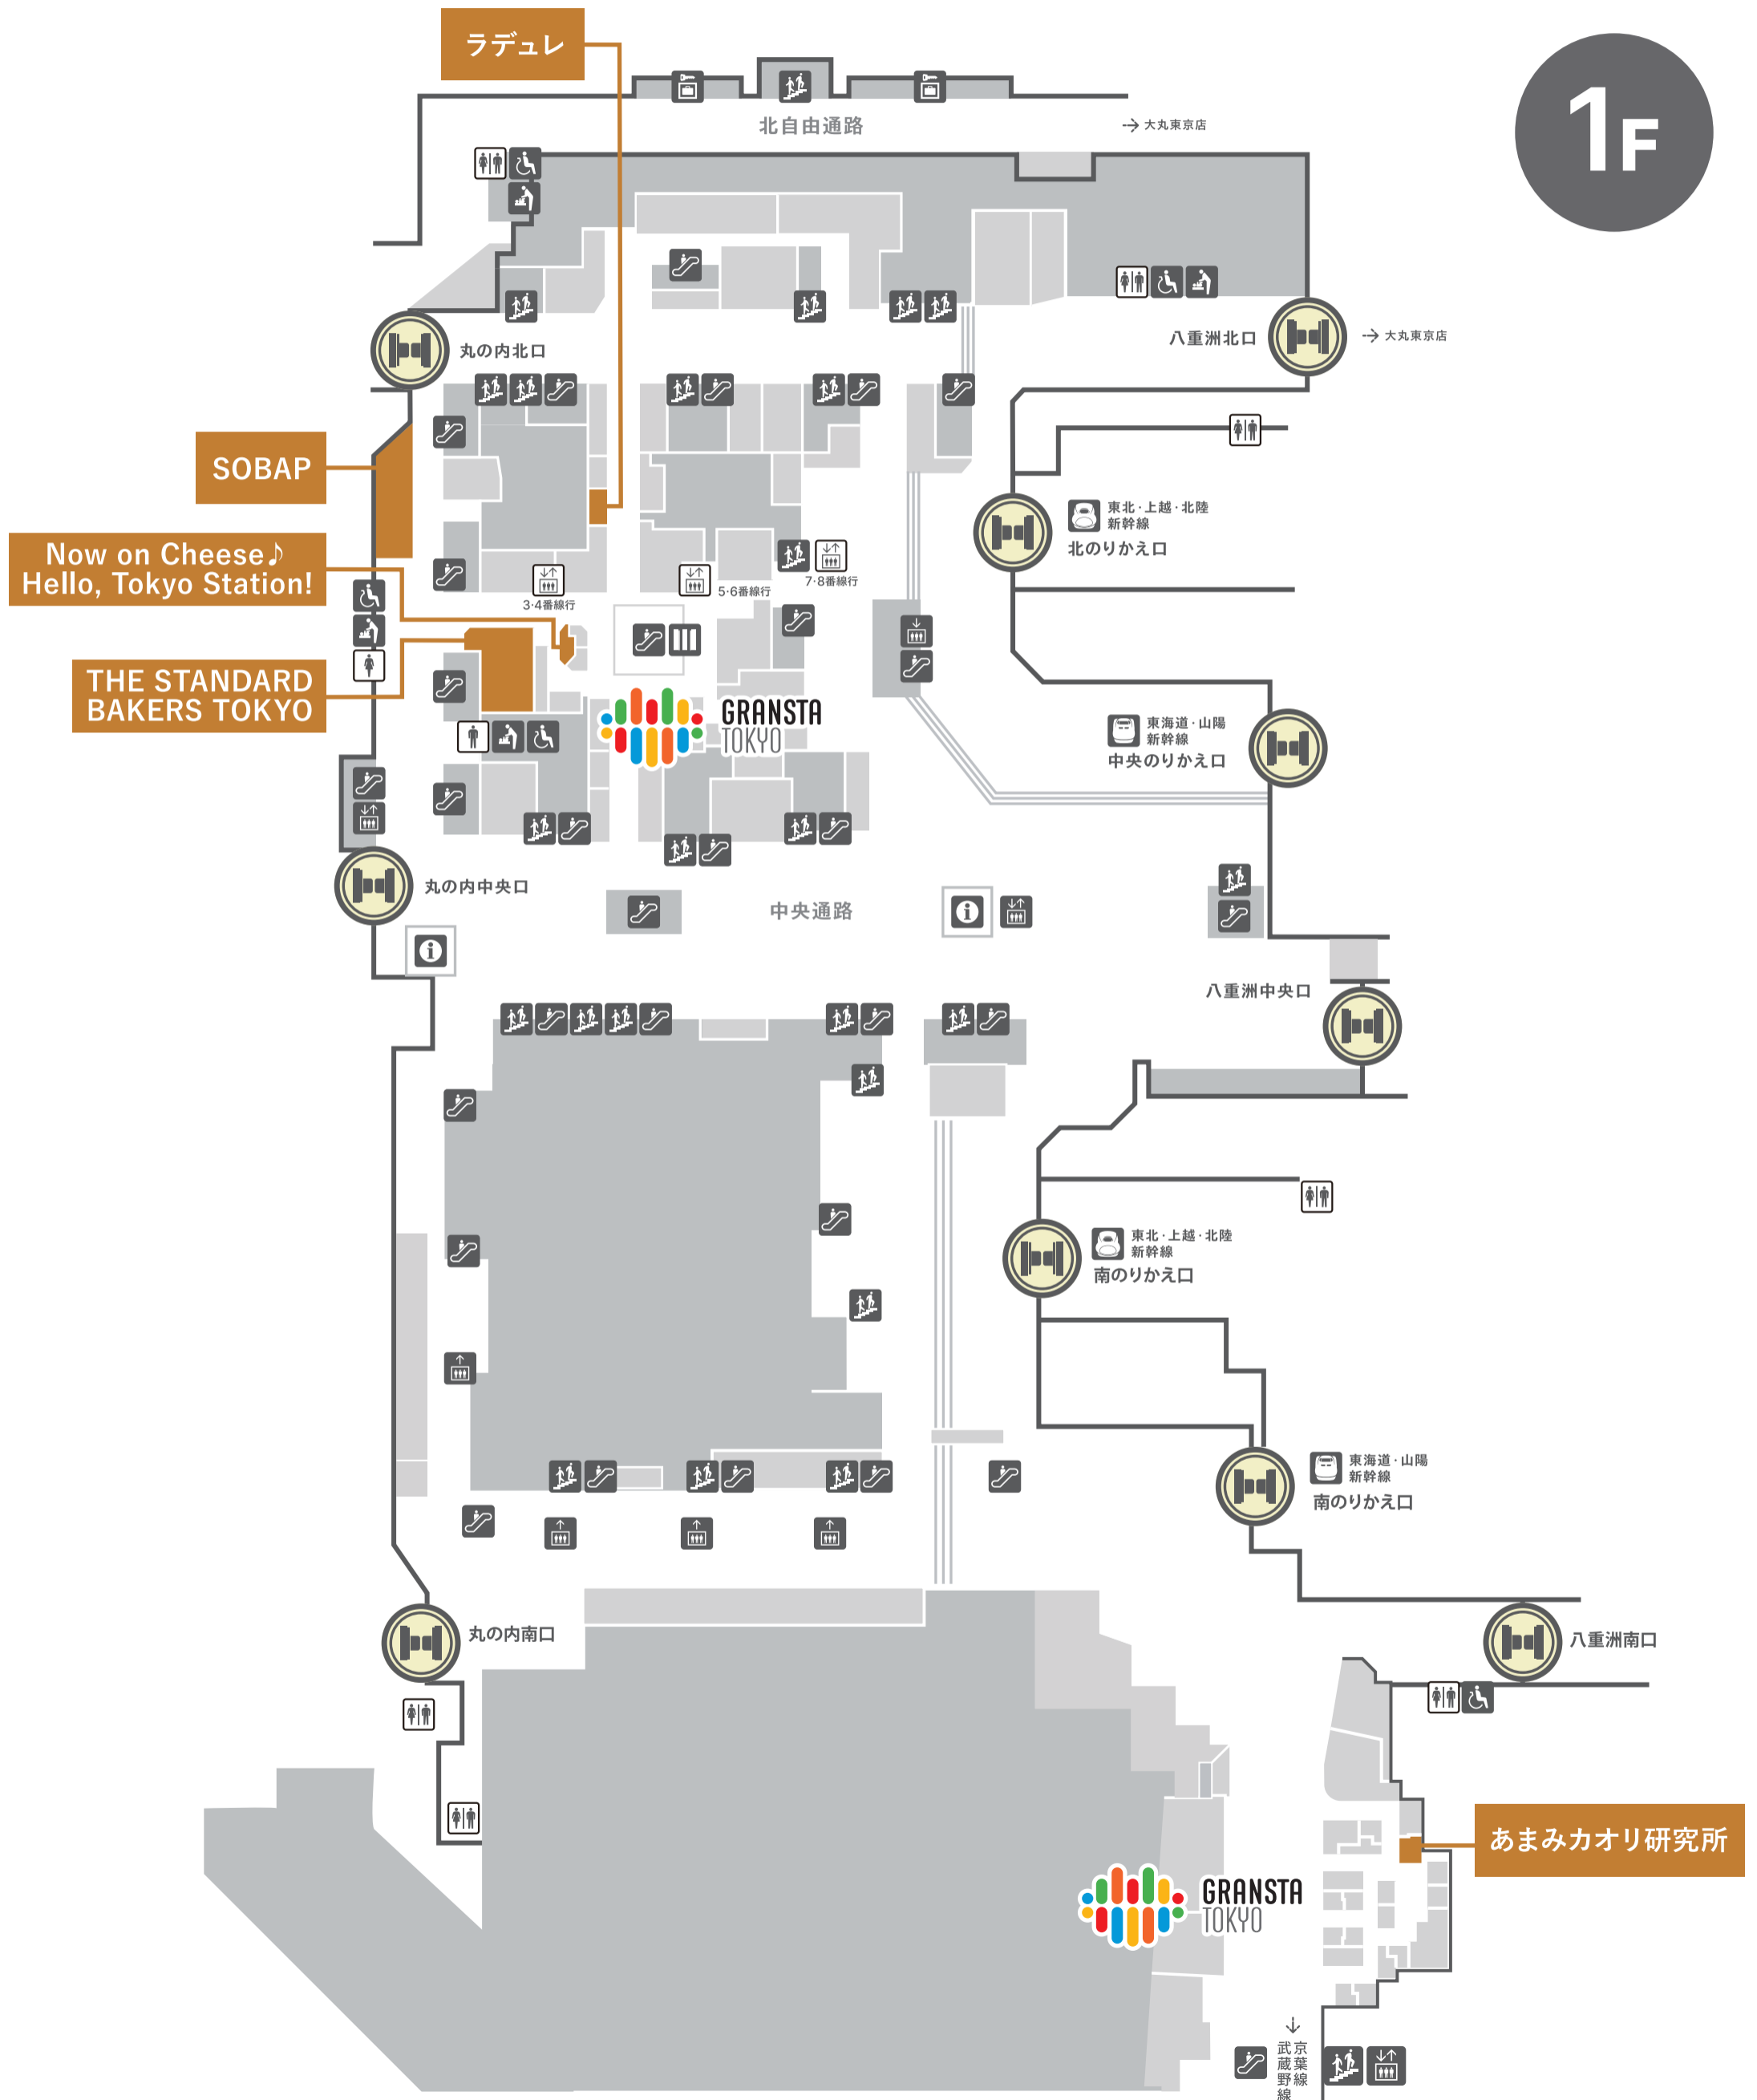 ラデュレ
1F
北自由通路
→ 大丸東京店
丸の内北口
八重洲北口
→ 大丸東京店
SOBAP
東北・上越・北陸
新幹線
北のりかえ口
Now on Cheese♪
Hello, Tokyo Station!
3・4番線行
5・6番線行
7・8番線行
THE STANDARD
BAKERS TOKYO
GRANSTA
TOKYO
東海道・山陽
新幹線
中央のりかえ口
丸の内中央口
中央通路
八重洲中央口
東北・上越・北陸
新幹線
南のりかえ口
東海道・山陽
新幹線
南のりかえ口
丸の内南口
八重洲南口
あまみカオリ研究所
GRANSTA
TOKYO
京葉線
武蔵野線